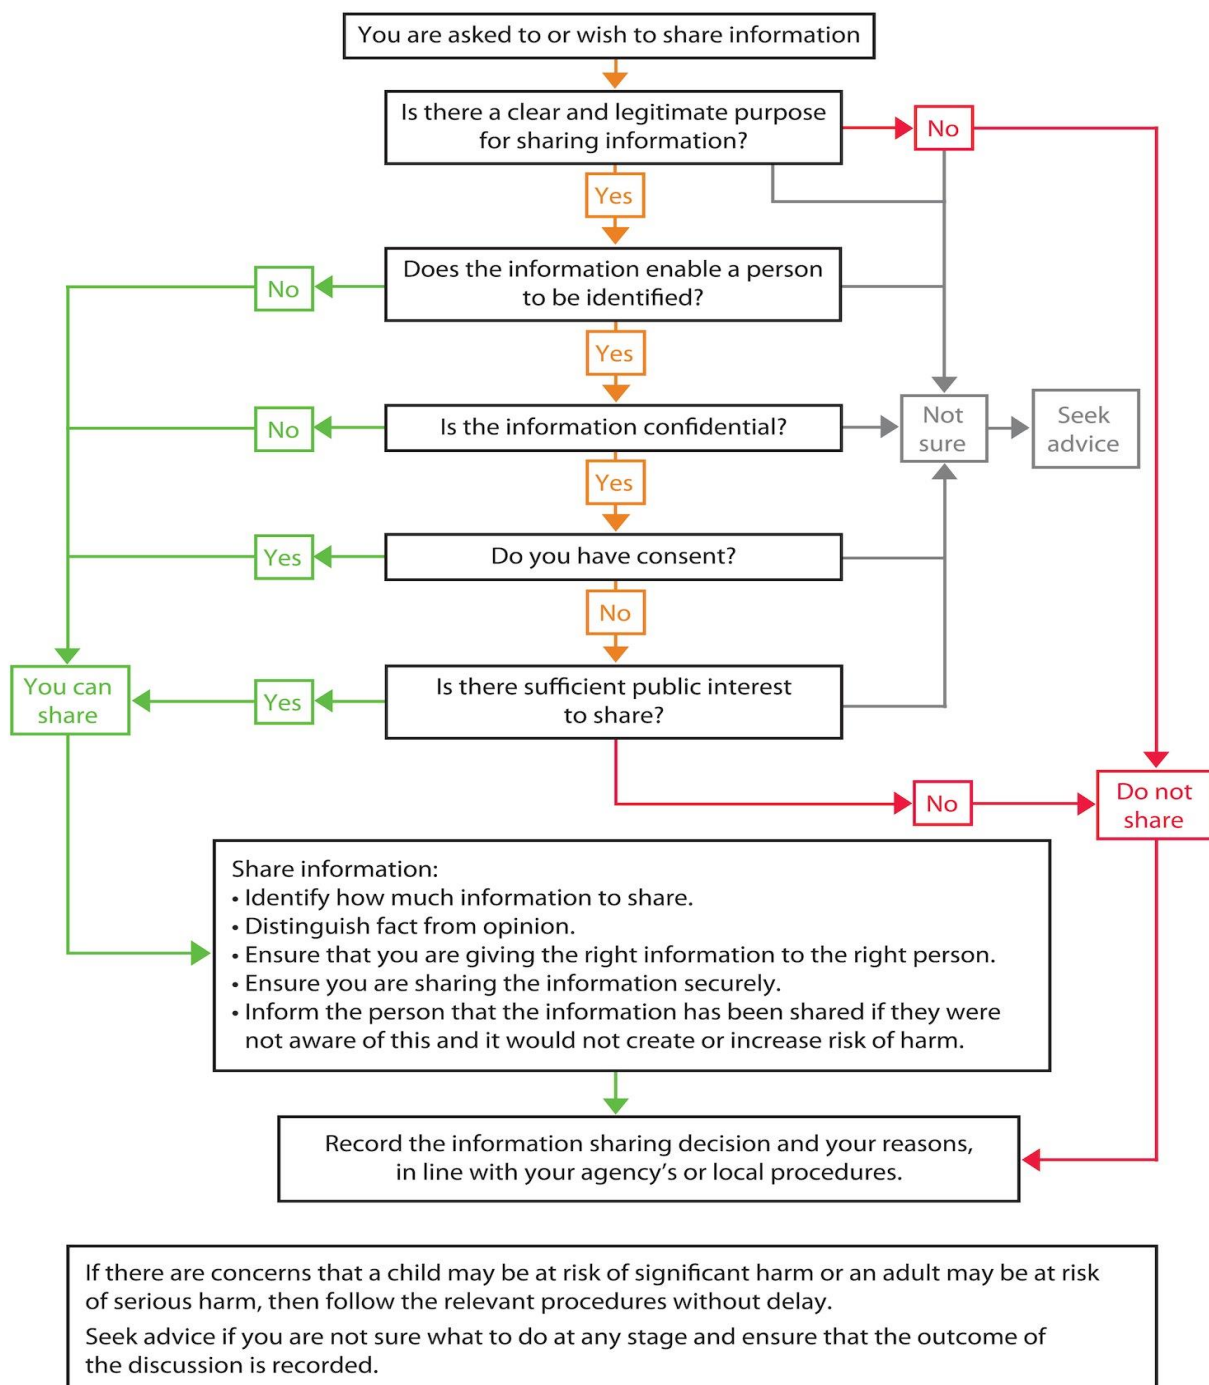 You are asked to or wish to share information
Is there a clear and legitimate purpose
for sharing information?
No
Yes
Does the information enable a person
to be identified?
No
Yes
Is the information confidential?
No
Not
sure
Seek
advice
Yes
Do you have consent?
Yes
No
Is there sufficient public interest
to share?
Yes
You can
share
No
Do not
share
Share information:
• Identify how much information to share.
• Distinguish fact from opinion.
• Ensure that you are giving the right information to the right person.
• Ensure you are sharing the information securely.
• Inform the person that the information has been shared if they were
not aware of this and it would not create or increase risk of harm.
Record the information sharing decision and your reasons,
in line with your agency’s or local procedures.
If there are concerns that a child may be at risk of significant harm or an adult may be at risk
of serious harm, then follow the relevant procedures without delay.
Seek advice if you are not sure what to do at any stage and ensure that the outcome of
the discussion is recorded.